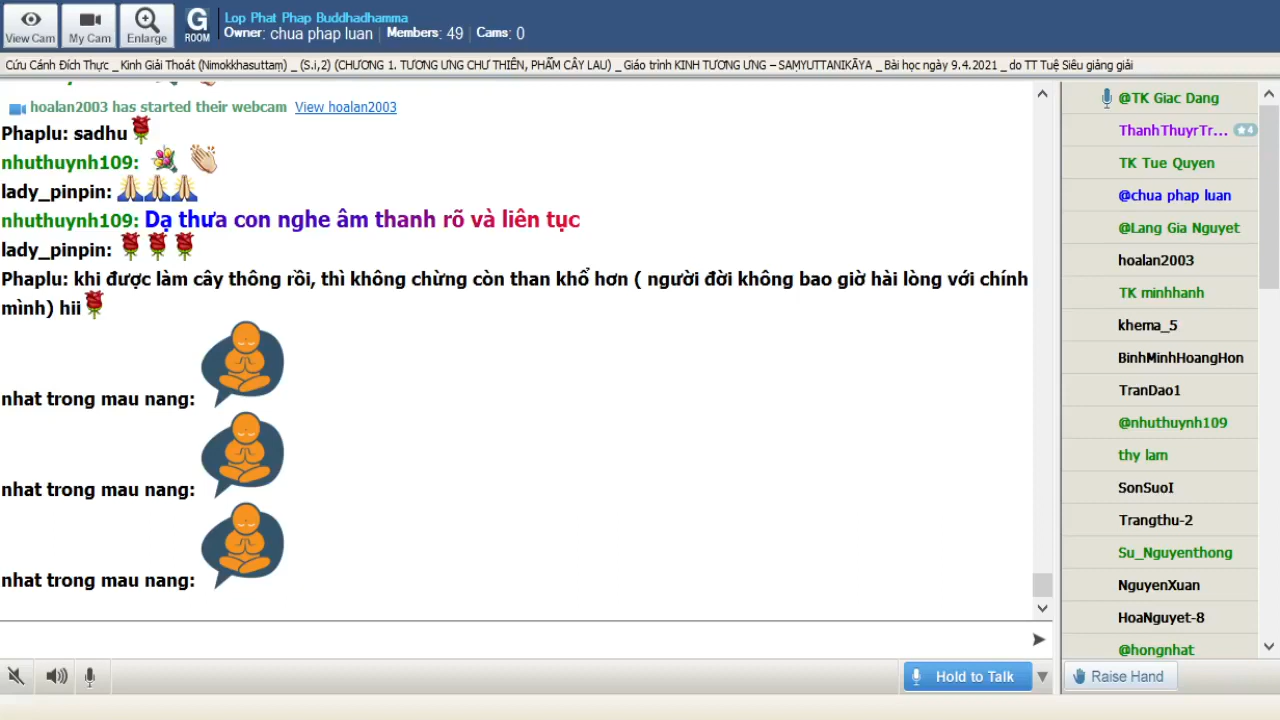 View Cam
My Cam
Enlarge
G
ROOM
Lop Phat Phap Buddhadhamma
Owner: chua phap luan | Members: 49 | Cams: 0
Cứu Cánh Đích Thực _ Kinh Giải Thoát (Nimokkhasuttaṃ) _ (S.i,2) (CHƯƠNG 1. TƯƠNG ƯNG CHƯ THIÊN, PHẨM CÂY LAU) _ Giáo trình KINH TƯƠNG ƯNG – SAṂYUTTANIKĀYA _ Bài học ngày 9.4.2021 _ do TT Tuệ Siêu giảng giải
hoalan2003 has started their webcam View hoalan2003
Phaplu: sadhu
nhuthuynh109:
lady_pinpin:
nhuthuynh109: Dạ thưa con nghe âm thanh rõ và liên tục
lady_pinpin:
Phaplu: khi được làm cây thông rồi, thì không chừng còn than khổ hơn ( người đời không bao giờ hài lòng với chính
mình) hii
nhat trong mau nang:
nhat trong mau nang:
nhat trong mau nang:
@TK Giac Dang
ThanhThuyrTr... 4
TK Tue Quyen
@chua phap luan
@Lang Gia Nguyet
hoalan2003
TK minhhanh
khema_5
BinhMinhHoangHon
TranDao1
@nhuthuynh109
thy lam
SonSuoI
Trangthu-2
Su_Nguyenthong
NguyenXuan
HoaNguyet-8
@hongnhat
Hold to Talk
Raise Hand